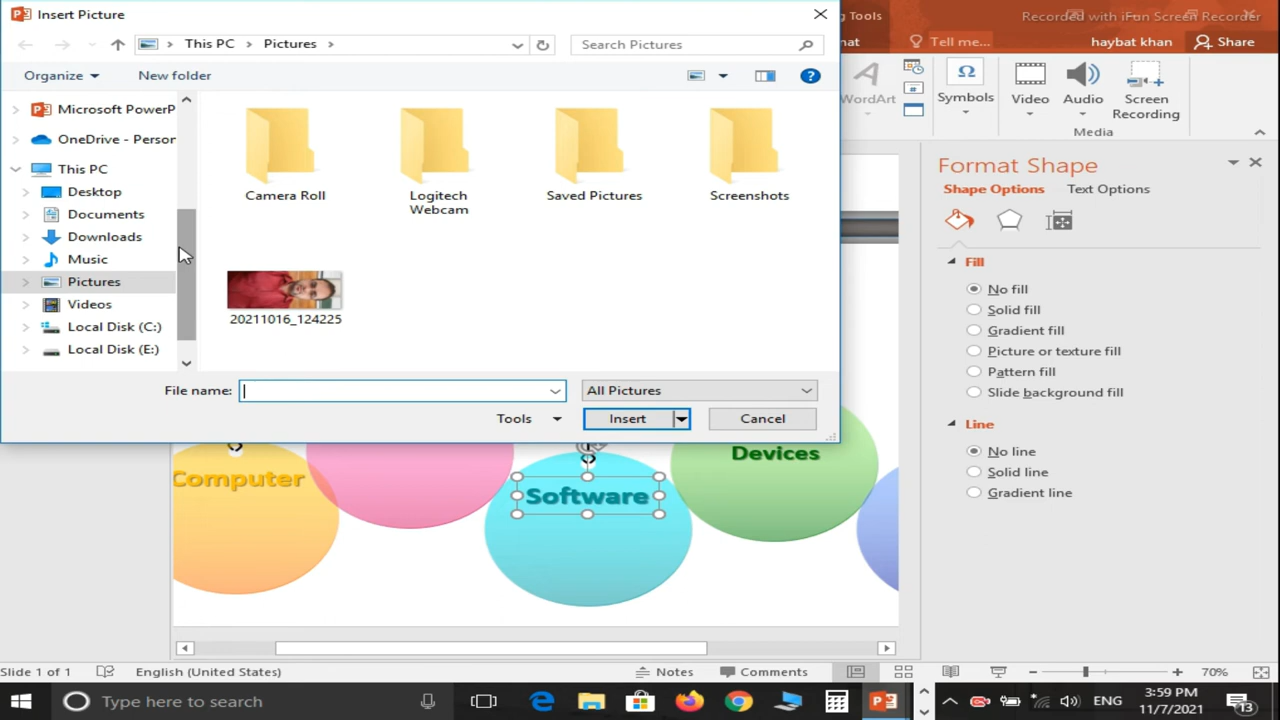 Insert Picture
ng Tools
Recorded with iFun Screen Recorder
This PC
Pictures
Search Pictures
mat
Tell me...
haybat khan
Share
Organize
New folder
WordArt
Symbols
Video
Audio
Screen
Recording
Media
Microsoft PowerP
OneDrive - Person
This PC
Desktop
Documents
Downloads
Music
Pictures
Videos
Local Disk (C:)
Local Disk (E:)
Camera Roll
Logitech
Webcam
Saved Pictures
Screenshots
20211016_124225
File name:
All Pictures
Tools
Insert
Cancel
Format Shape
Shape Options
Text Options
Fill
No fill
Solid fill
Gradient fill
Picture or texture fill
Pattern fill
Slide background fill
Line
No line
Solid line
Gradient line
Computer
Software
Devices
Slide 1 of 1
English (United States)
Notes
Comments
70%
Type here to search
ENG
3:59 PM
11/7/2021
13